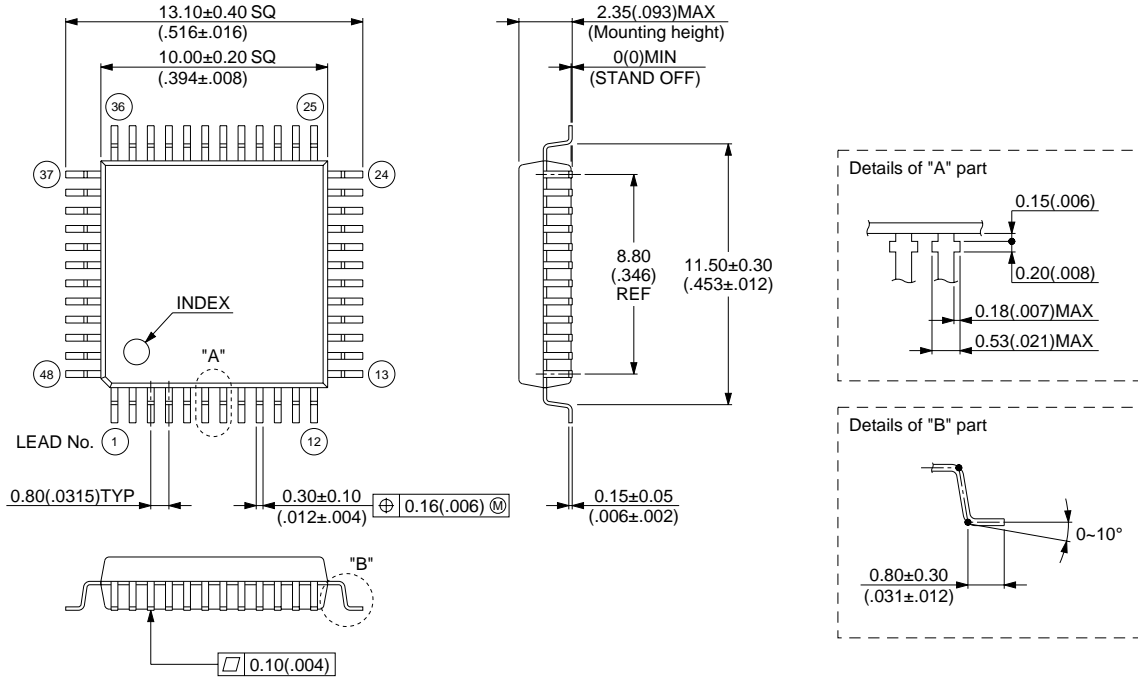 13.10±0.40 SQ
(.516±.016)
10.00±0.20 SQ
(.394±.008)
36
25
37
24
INDEX
"A"
48
13
LEAD No.
1
12
0.80(.0315)TYP
0.30±0.10
(.012±.004)
⌖ 0.16(.006) Ⓜ
2.35(.093)MAX
(Mounting height)
0(0)MIN
(STAND OFF)
8.80
(.346)
REF
11.50±0.30
(.453±.012)
0.15±0.05
(.006±.002)
"B"
0.10(.004)
Details of "A" part
0.15(.006)
0.20(.008)
0.18(.007)MAX
0.53(.021)MAX
Details of "B" part
0~10°
0.80±0.30
(.031±.012)